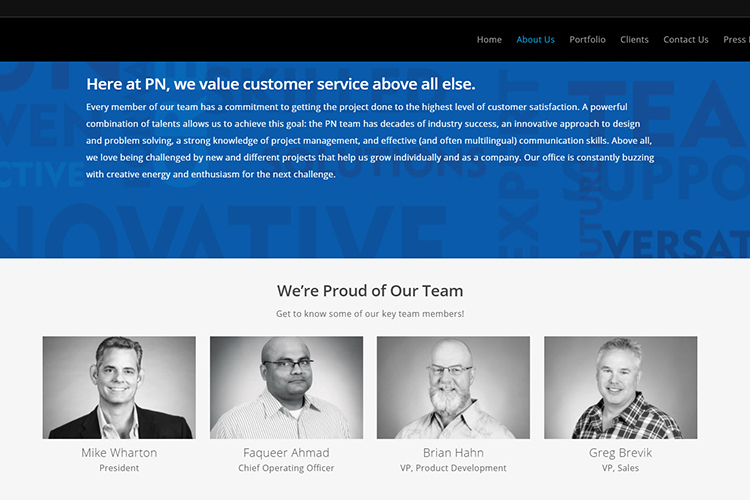 Home About Us Portfolio Clients Contact Us Press
Here at PN, we value customer service above all else.
Every member of our team has a commitment to getting the project done to the highest level of customer satisfaction. A powerful
combination of talents allows us to achieve this goal: the PN team has decades of industry success, an innovative approach to design
and problem solving, a strong knowledge of project management, and effective (and often multilingual) communication skills. Above all,
we love being challenged by new and different projects that help us grow individually and as a company. Our office is constantly buzzing
with creative energy and enthusiasm for the next challenge.
TEA
SUPPO
SOLUTIONS
EXPERT
CTIVE
NOVATIVE
VERSAT
We're Proud of Our Team
Get to know some of our key team members!
Mike Wharton Faqueer Ahmad Brian Hahn Greg Brevik
President Chief Operating Officer VP, Product Development VP, Sales